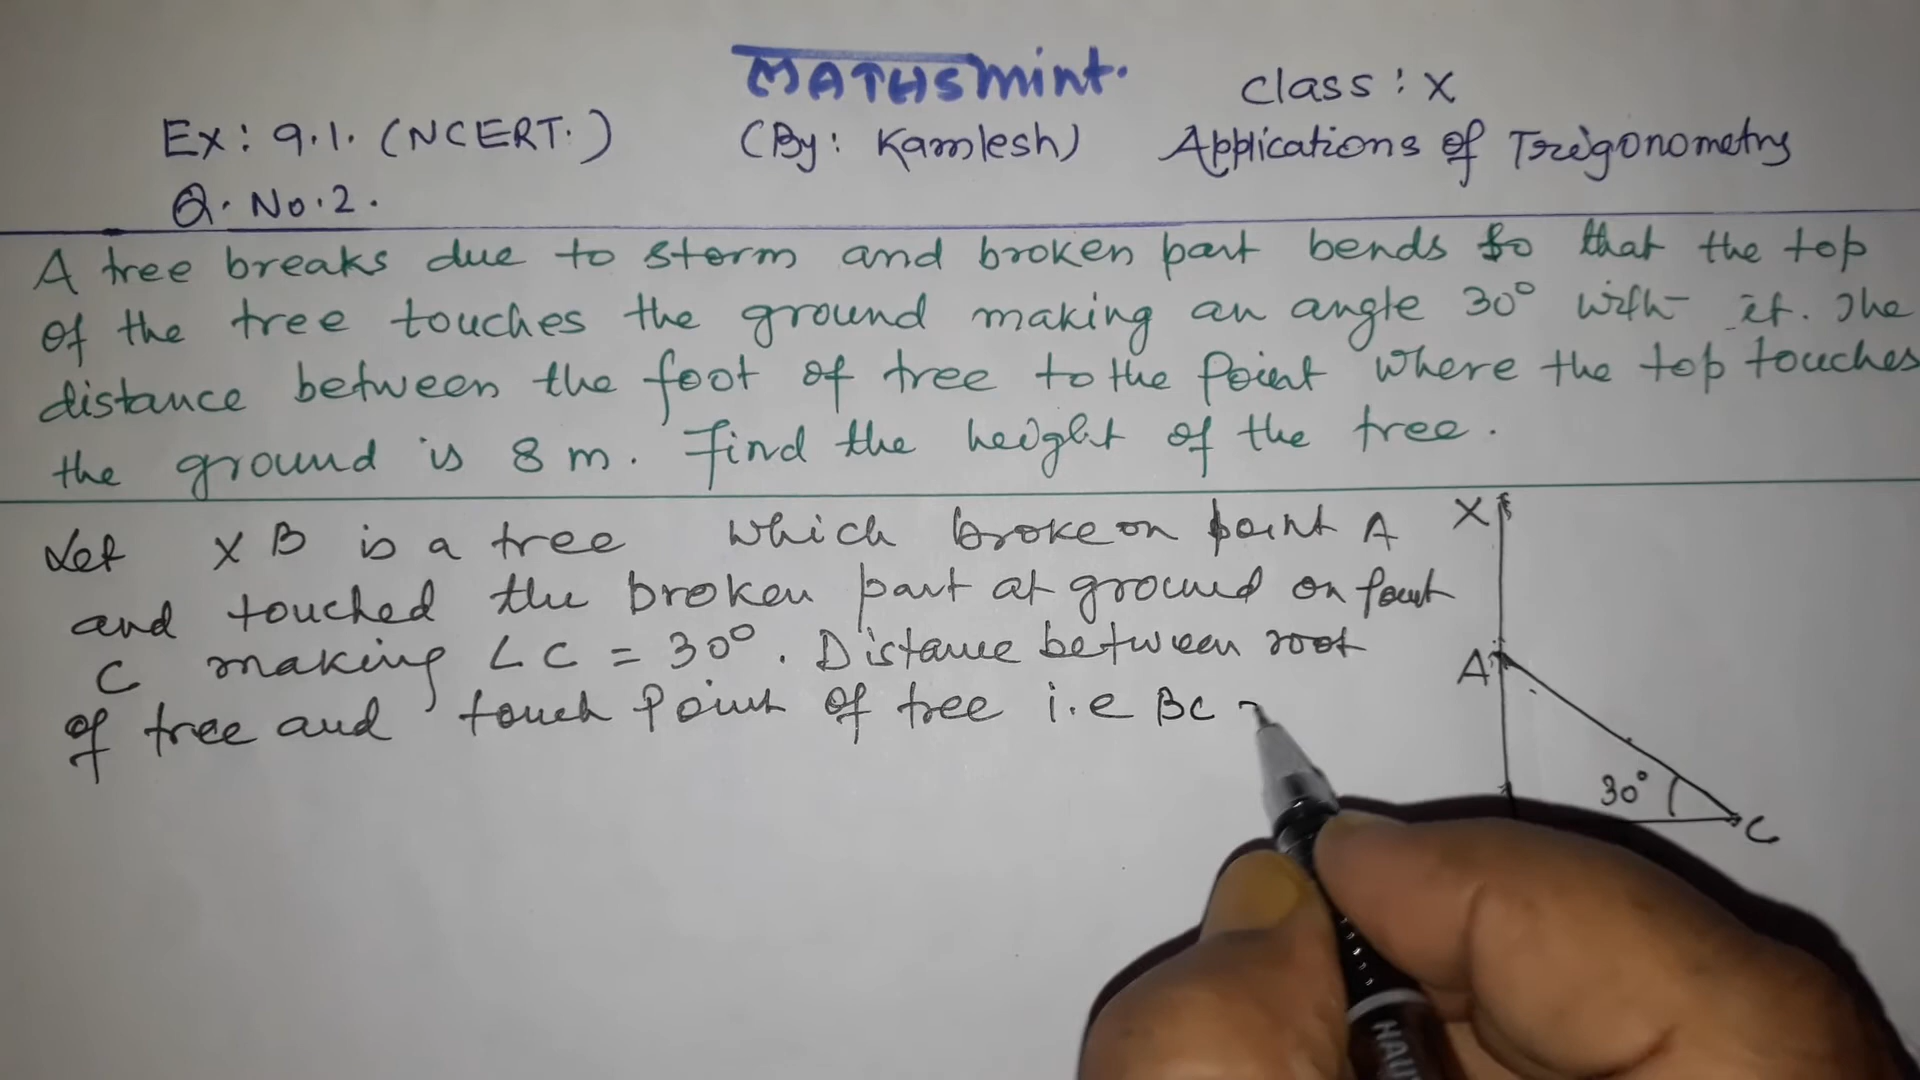 MATHSmint.
Class : X
Ex: 9.1. (NCERT.)
(By: Kamlesh)
Applications of Trigonometry
Q. No. 2.
A tree breaks due to storm and broken part bends so that the top
of the tree touches the ground making an angle 30° with it. The
distance between the foot of tree to the point where the top touches
the ground is 8 m. Find the height of the tree.
Let XB is a tree which broke on point A
and touched the broken part at ground on point
C making ∠C = 30°. Distance between root
of tree and touch point of tree i.e BC
X
A
30°
C
HAU